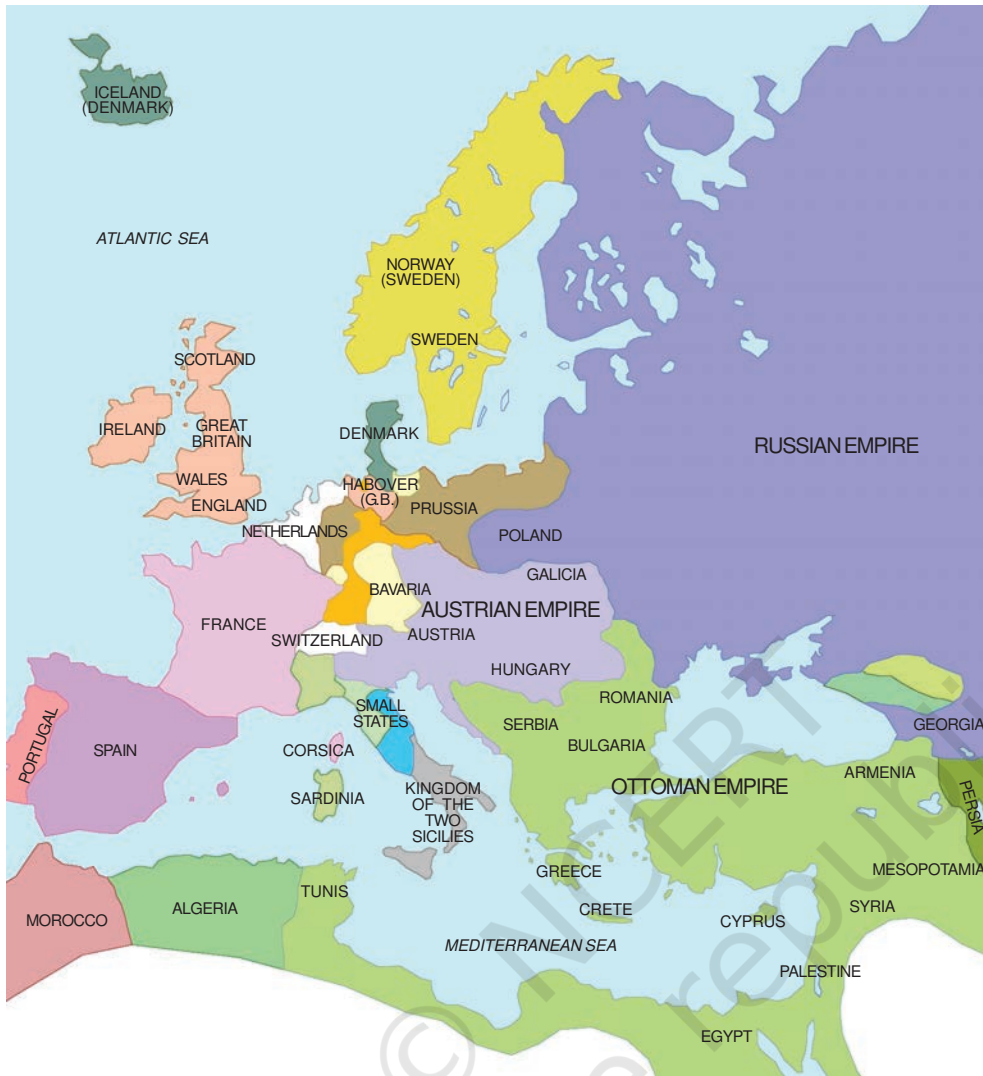 ICELAND
(DENMARK)
ATLANTIC SEA
NORWAY
(SWEDEN)
SWEDEN
SCOTLAND
IRELAND
GREAT
BRITAIN
DENMARK
RUSSIAN EMPIRE
WALES
HABOVER
(G.B.)
ENGLAND
PRUSSIA
NETHERLANDS
POLAND
GALICIA
BAVARIA
AUSTRIAN EMPIRE
FRANCE
SWITZERLAND
AUSTRIA
HUNGARY
ROMANIA
SMALL
STATES
SERBIA
GEORGIA
PORTUGAL
SPAIN
CORSICA
BULGARIA
ARMENIA
SARDINIA
KINGDOM
OF THE
TWO
SICILIES
OTTOMAN EMPIRE
PERSIA
GREECE
MESOPOTAMIA
TUNIS
MOROCCO
ALGERIA
CRETE
CYPRUS
SYRIA
MEDITERRANEAN SEA
PALESTINE
EGYPT
© NCERT
republi